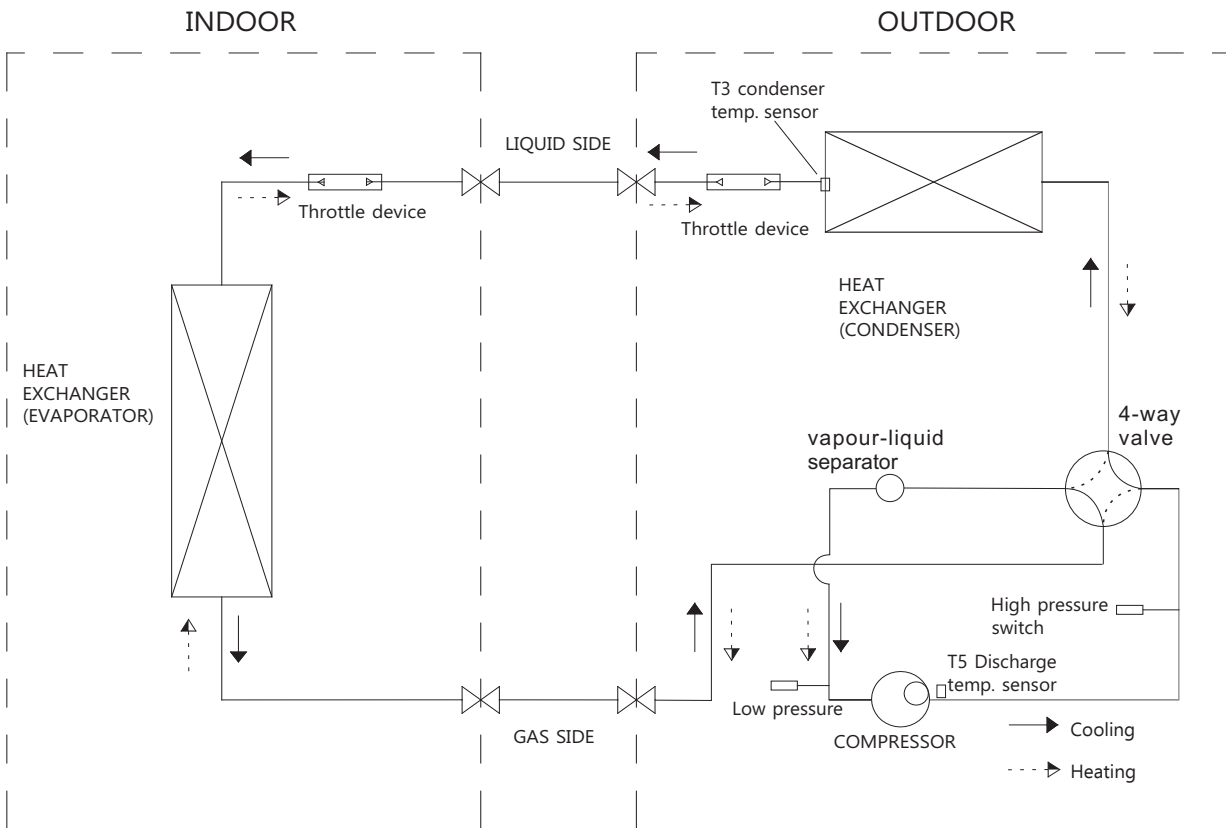 INDOOR
OUTDOOR
T3 condenser
temp. sensor
LIQUID SIDE
Throttle device
Throttle device
HEAT
EXCHANGER
(CONDENSER)
HEAT
EXCHANGER
(EVAPORATOR)
4-way
valve
vapour-liquid
separator
High pressure
switch
T5 Discharge
temp. sensor
Low pressure
GAS SIDE
COMPRESSOR
Cooling
Heating